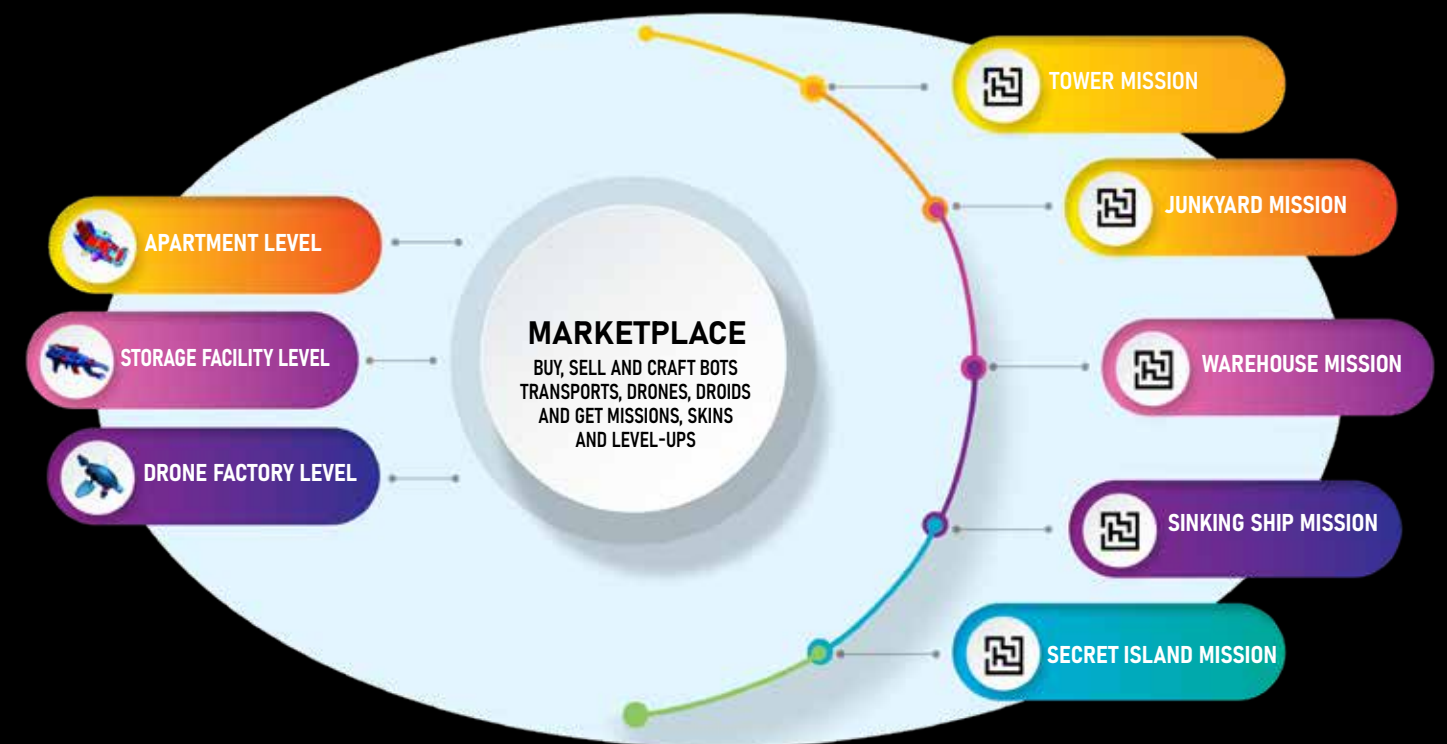 APARTMENT LEVEL
STORAGE FACILITY LEVEL
DRONE FACTORY LEVEL
MARKETPLACE
BUY, SELL AND CRAFT BOTS
TRANSPORTS, DRONES, DROIDS
AND GET MISSIONS, SKINS
AND LEVEL-UPS
TOWER MISSION
JUNKYARD MISSION
WAREHOUSE MISSION
SINKING SHIP MISSION
SECRET ISLAND MISSION